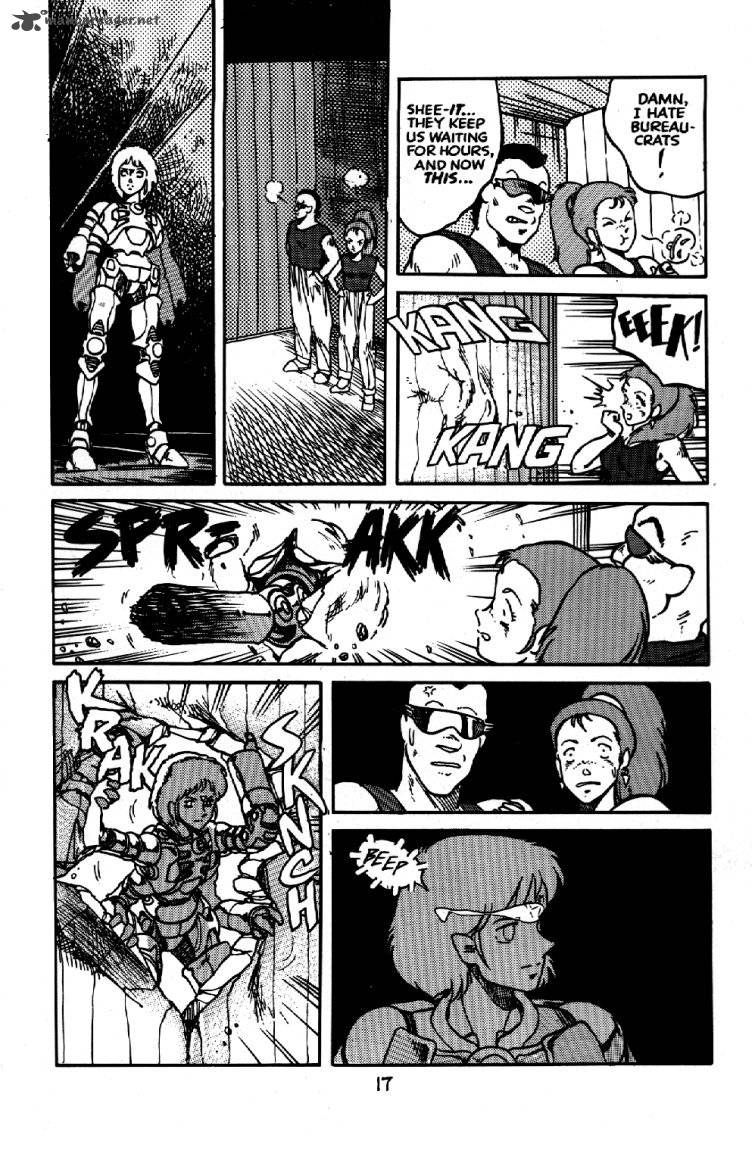 SHEE-IT...
THEY KEEP
US WAITING
FOR HOURS,
AND NOW
THIS...
DAMN,
I HATE
BUREAU-
CRATS
!
KANG
KANG
EEEK!
SPR
AKK
KRAK
SKNCH
BEEP
17